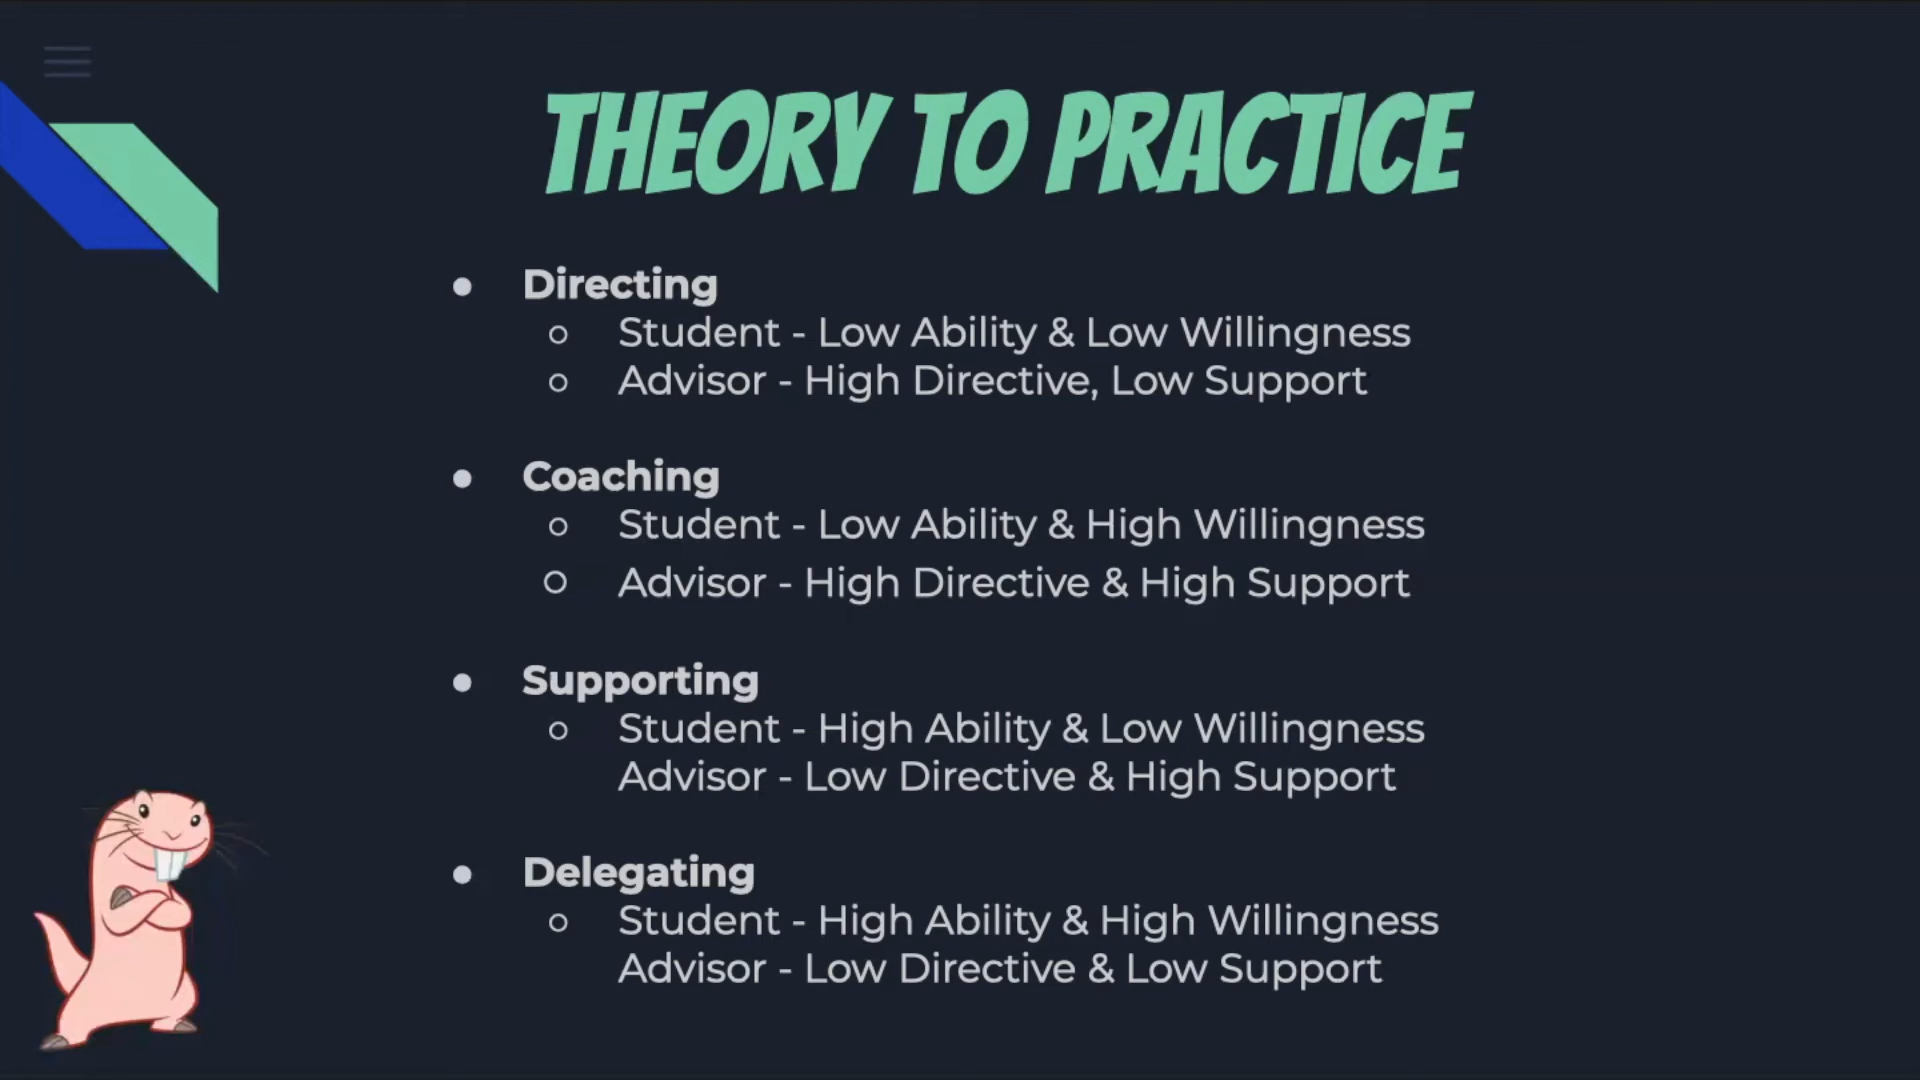 THEORY TO PRACTICE
● Directing
○ Student - Low Ability & Low Willingness
○ Advisor - High Directive, Low Support
● Coaching
○ Student - Low Ability & High Willingness
○ Advisor - High Directive & High Support
● Supporting
○ Student - High Ability & Low Willingness
Advisor - Low Directive & High Support
● Delegating
○ Student - High Ability & High Willingness
Advisor - Low Directive & Low Support